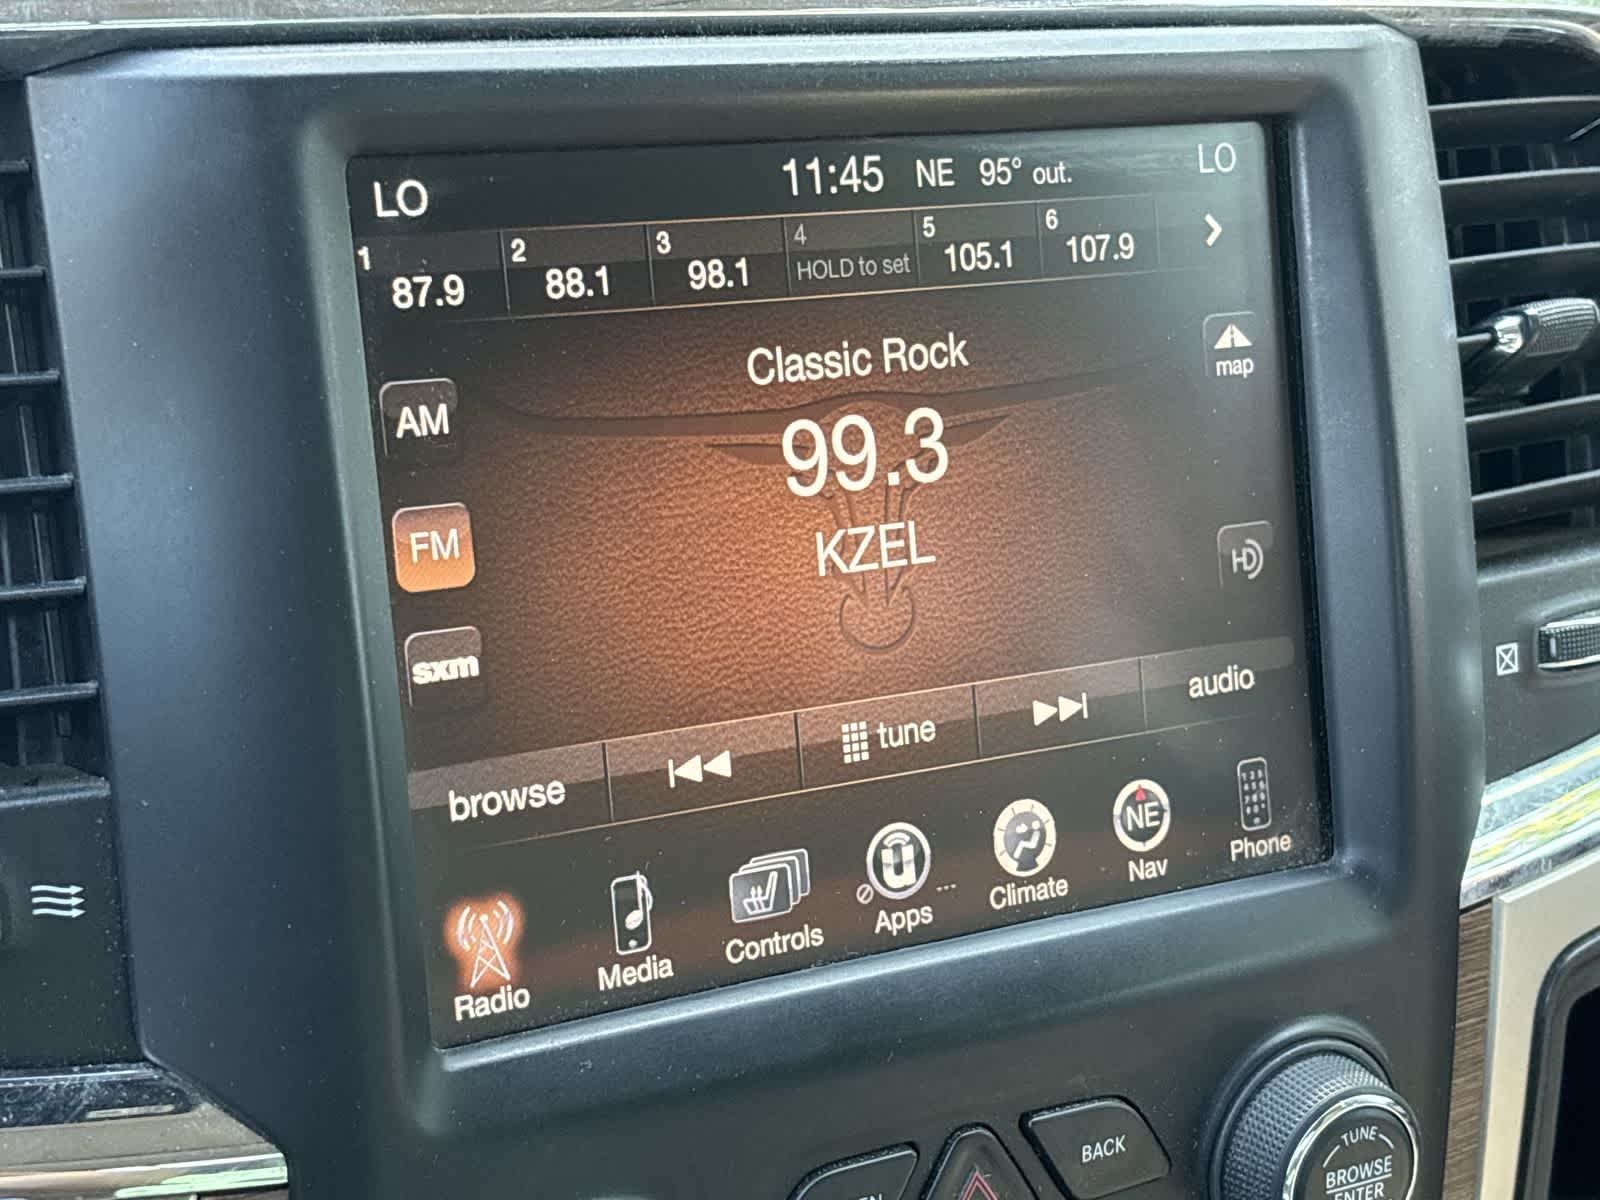 LO 11:45 NE 95° out. LO
1 87.9 2 88.1 3 98.1 4 HOLD to set 5 105.1 6 107.9
Classic Rock
map
99.3
AM
KZEL
FM
HD
sxm
browse tune audio
Radio Media Controls Apps Climate NE Nav Phone
BACK
TUNE
BROWSE
ENTER